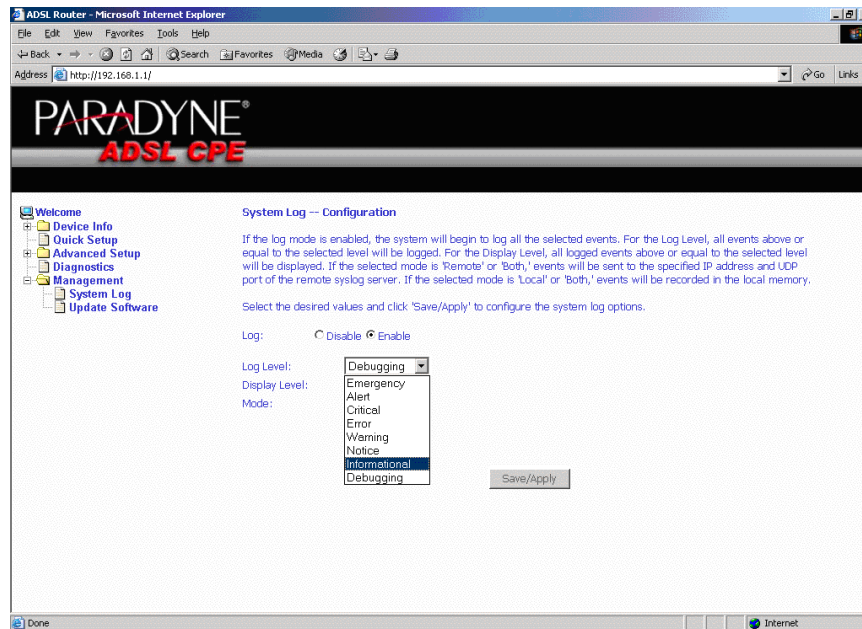 ADSL Router - Microsoft Internet Explorer
File Edit View Favorites Tools Help
Back Search Favorites Media
Address http://192.168.1.1/ Go Links
PARADYNE®
ADSL CPE
Welcome
Device Info
Quick Setup
Advanced Setup
Diagnostics
Management
System Log
Update Software
System Log -- Configuration
If the log mode is enabled, the system will begin to log all the selected events. For the Log Level, all events above or
equal to the selected level will be logged. For the Display Level, all logged events above or equal to the selected level
will be displayed. If the selected mode is 'Remote' or 'Both,' events will be sent to the specified IP address and UDP
port of the remote syslog server. If the selected mode is 'Local' or 'Both,' events will be recorded in the local memory.
Select the desired values and click 'Save/Apply' to configure the system log options.
Log: Disable Enable
Log Level: Debugging
Display Level:
Mode:
Emergency
Alert
Critical
Error
Warning
Notice
Informational
Debugging
Save/Apply
Done Internet